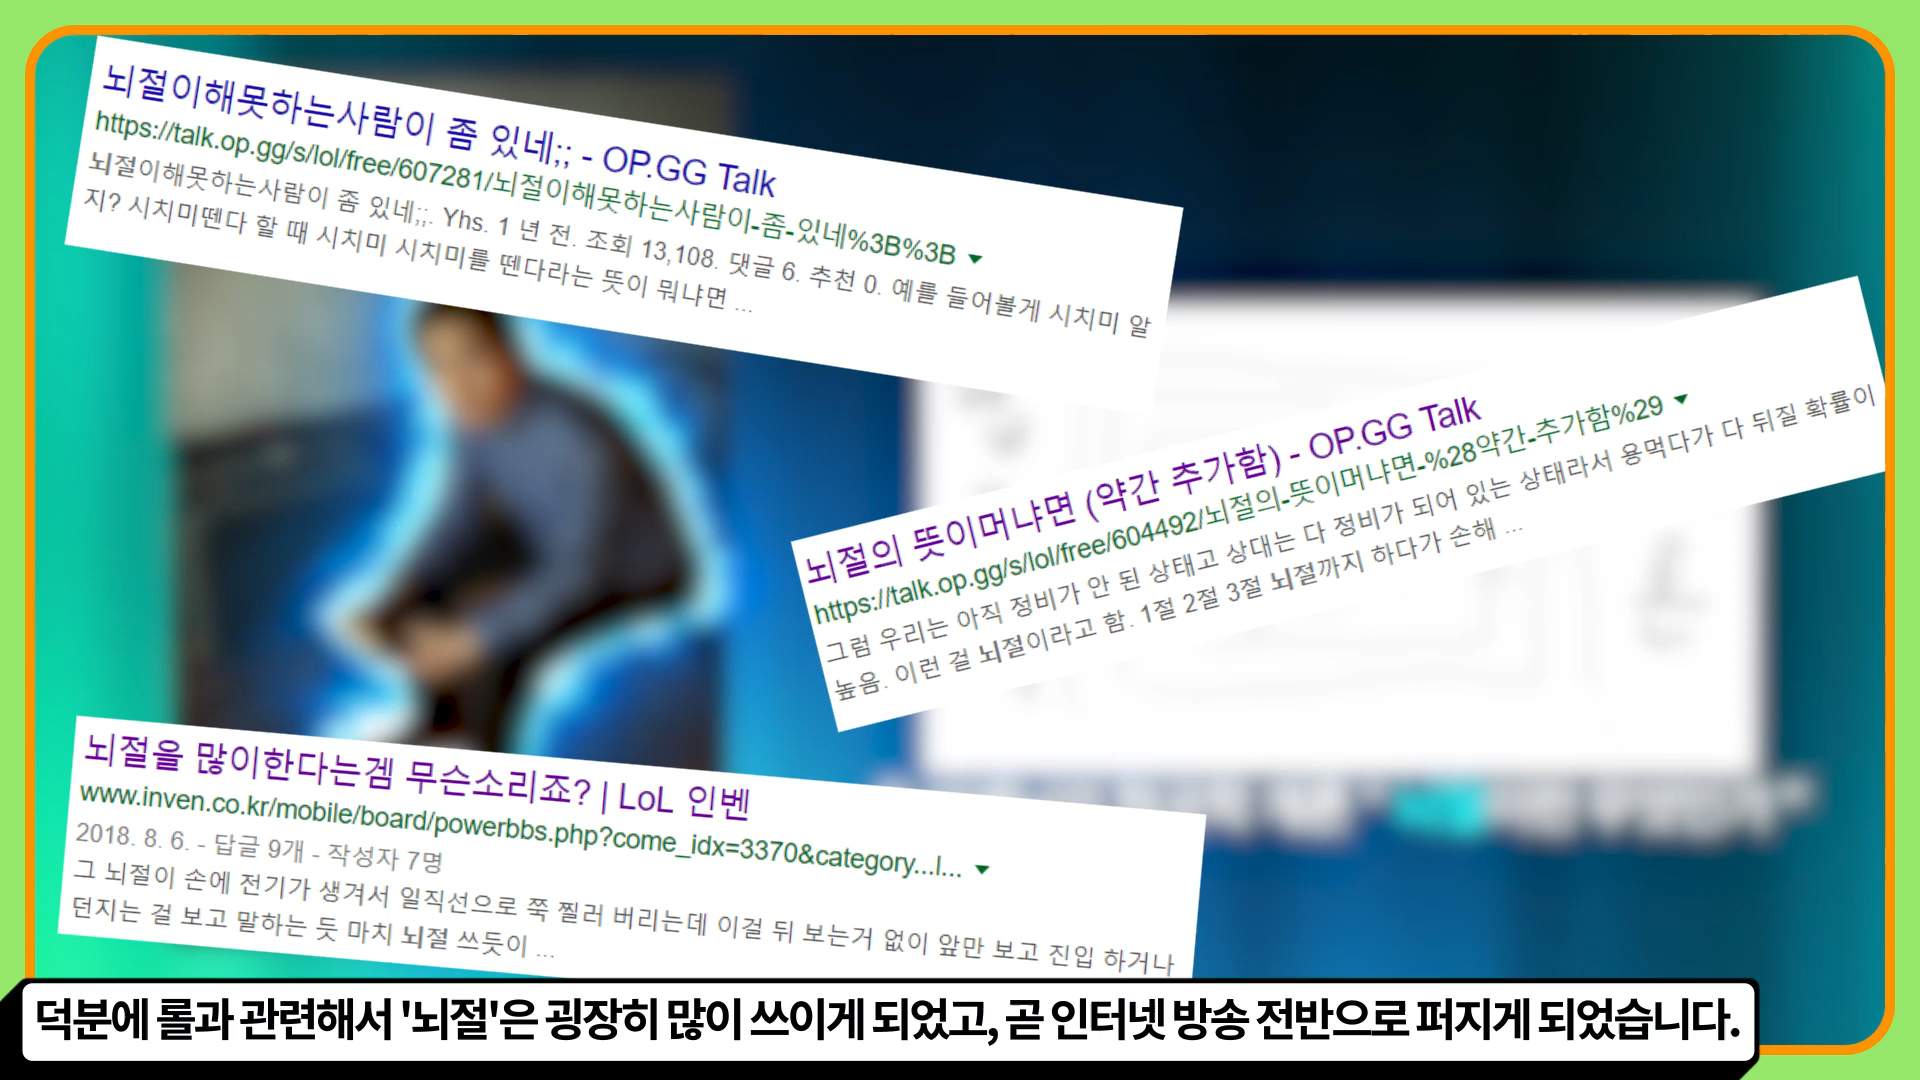 뇌절이해못하는사람이 좀 있네;; - OP.GG Talk
https://talk.op.gg/s/lol/free/607281/뇌절이해못하는사람이-좀-있네%3B%3B
뇌절이해못하는사람이 좀 있네;;. Yhs. 1 년 전. 조회 13,108. 댓글 6. 추천 0. 예를 들어볼게 시치미 알
지? 시치미뗀다 할 때 시치미 시치미를 뗀다라는 뜻이 뭐냐면 ...
뇌절의 뜻이머냐면 (약간 추가함) - OP.GG Talk
https://talk.op.gg/s/lol/free/604492/뇌절의-뜻이머냐면-%28약간-추가함%29
그럼 우리는 아직 정비가 안 된 상태고 상대는 다 정비가 되어 있는 상태라서 용먹다가 다 뒤질 확률이
높음. 이런 걸 뇌절이라고 함. 1절 2절 3절 뇌절까지 하다가 손해 ...
뇌절을 많이한다는겜 무슨소리죠? | LoL 인벤
www.inven.co.kr/mobile/board/powerbbs.php?come_idx=3370&category...l...
2018. 8. 6. - 답글 9개 - 작성자 7명
그 뇌절이 손에 전기가 생겨서 일직선으로 쭉 찔러 버리는데 이걸 뒤 보는거 없이 앞만 보고 진입 하거나
던지는 걸 보고 말하는 듯 마치 뇌절 쓰듯이 ...
덕분에 롤과 관련해서 '뇌절'은 굉장히 많이 쓰이게 되었고, 곧 인터넷 방송 전반으로 퍼지게 되었습니다.